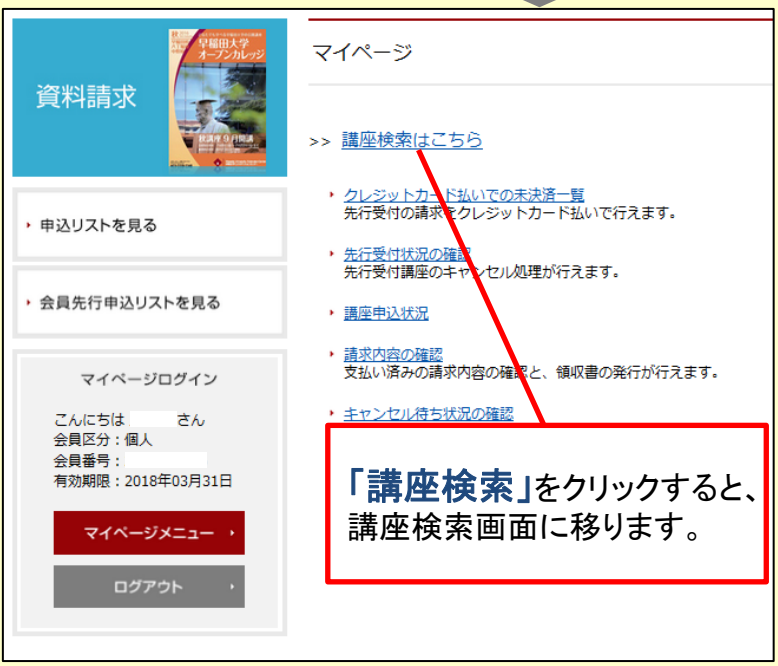 資料請求
早稲田大学
オープンカレッジ
秋講座 9月開講
申込リストを見る
会員先行申込リストを見る
マイページログイン
こんにちは さん
会員区分：個人
会員番号：
有効期限：2018年03月31日
マイページメニュー
ログアウト
マイページ
>> 講座検索はこちら
クレジットカード払いでの未決済一覧
先行受付の請求をクレジットカード払いで行えます。
先行受付状況の確認
先行受付講座のキャンセル処理が行えます。
講座申込状況
請求内容の確認
支払い済みの請求内容の確認と、領収書の発行が行えます。
キャンセル待ち状況の確認
「講座検索」をクリックすると、
講座検索画面に移ります。